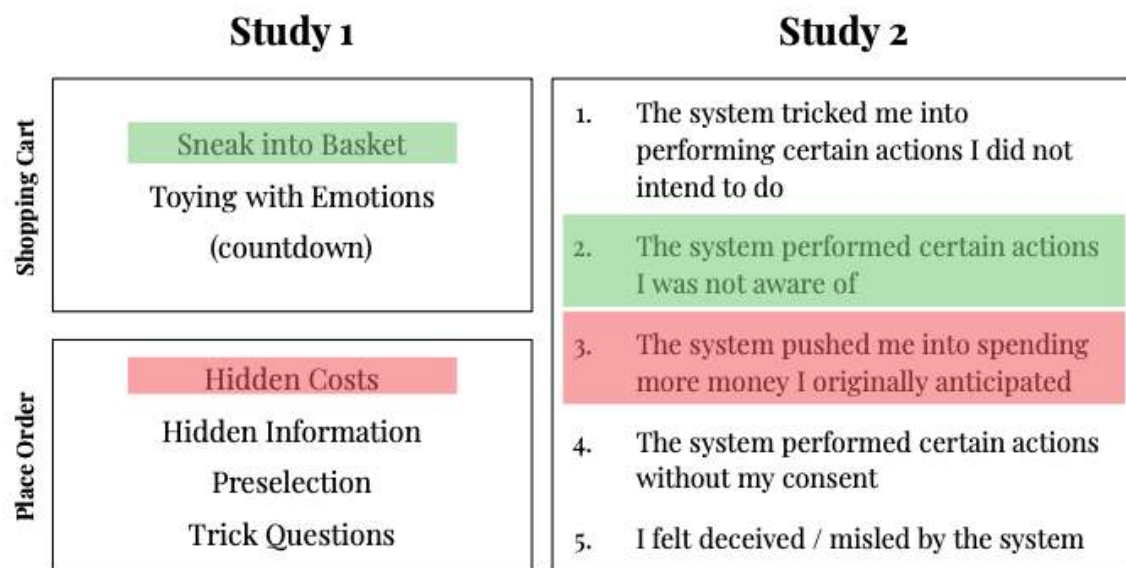 Study 1
Shopping Cart
Sneak into Basket
Toying with Emotions
(countdown)
Place Order
Hidden Costs
Hidden Information
Preselection
Trick Questions
Study 2
1. The system tricked me into
performing certain actions I did not
intend to do
2. The system performed certain actions
I was not aware of
3. The system pushed me into spending
more money I originally anticipated
4. The system performed certain actions
without my consent
5. I felt deceived / misled by the system